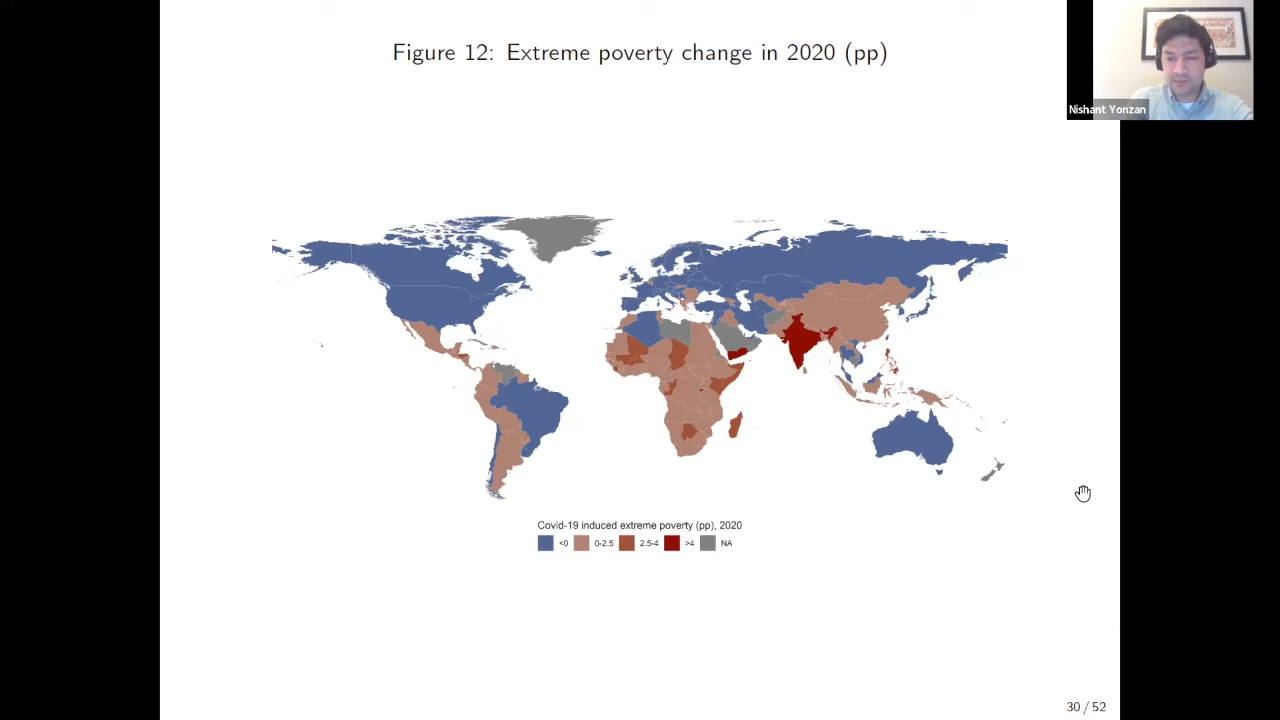 Figure 12: Extreme poverty change in 2020 (pp)
Nishant Yonzan
Covid-19 induced extreme poverty (pp), 2020
<0 0-2.5 2.5-4 >4 NA
30 / 52